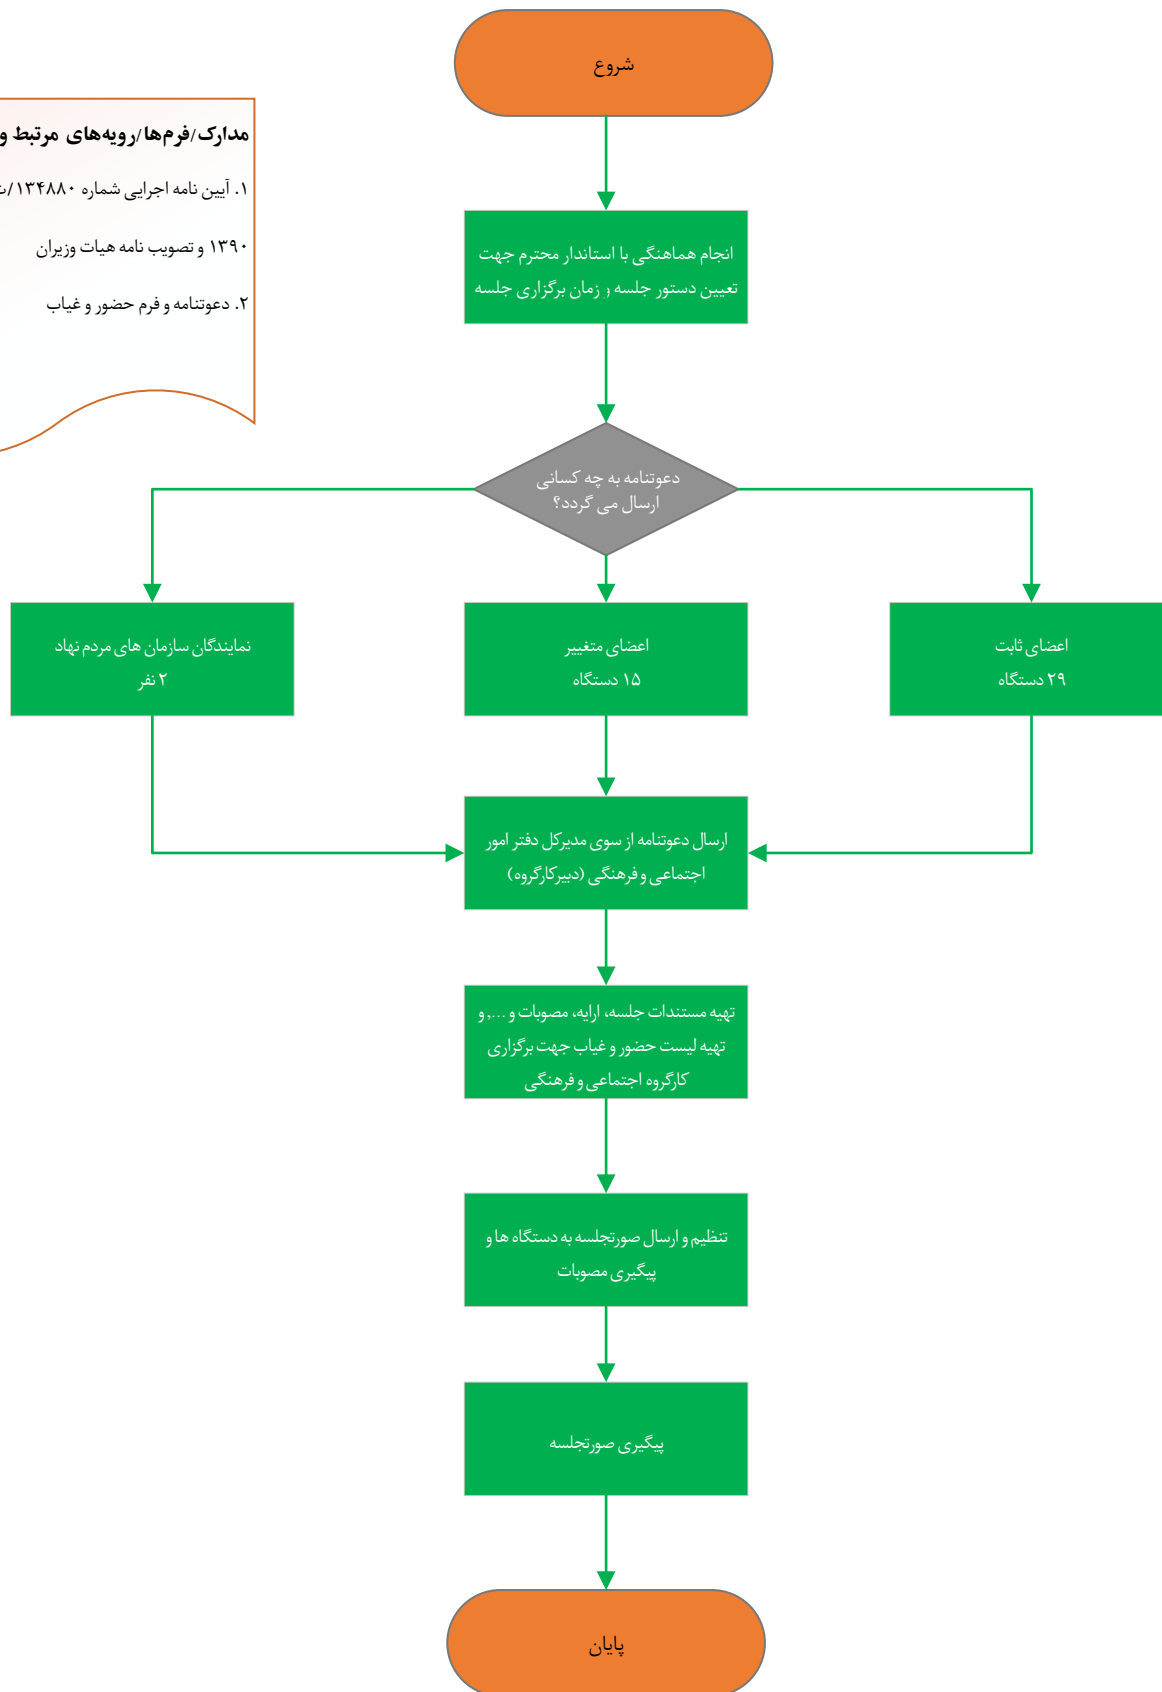 شروع
مدارک/فرم‌ها/رویه‌های مرتبط و
۱. آیین نامه اجرایی شماره ۱۳۴۸۸۰/
۱۳۹۰ و تصویب نامه هیات وزیران
۲. دعوتنامه و فرم حضور و غیاب
انجام هماهنگی با استاندار محترم جهت
تعیین دستور جلسه و زمان برگزاری جلسه
دعوتنامه به چه کسانی
ارسال می گردد؟
اعضای ثابت
۲۹ دستگاه
اعضای متغییر
۱۵ دستگاه
نمایندگان سازمان های مردم نهاد
۲ نفر
ارسال دعوتنامه از سوی مدیرکل دفتر امور
اجتماعی و فرهنگی (دبیرکارگروه)
تهیه مستندات جلسه، ارایه، مصوبات و ...و و
تهیه لیست حضور و غیاب جهت برگزاری
کارگروه اجتماعی و فرهنگی
تنظیم و ارسال صورتجلسه به دستگاه ها و
پیگیری مصوبات
پیگیری صورتجلسه
پایان